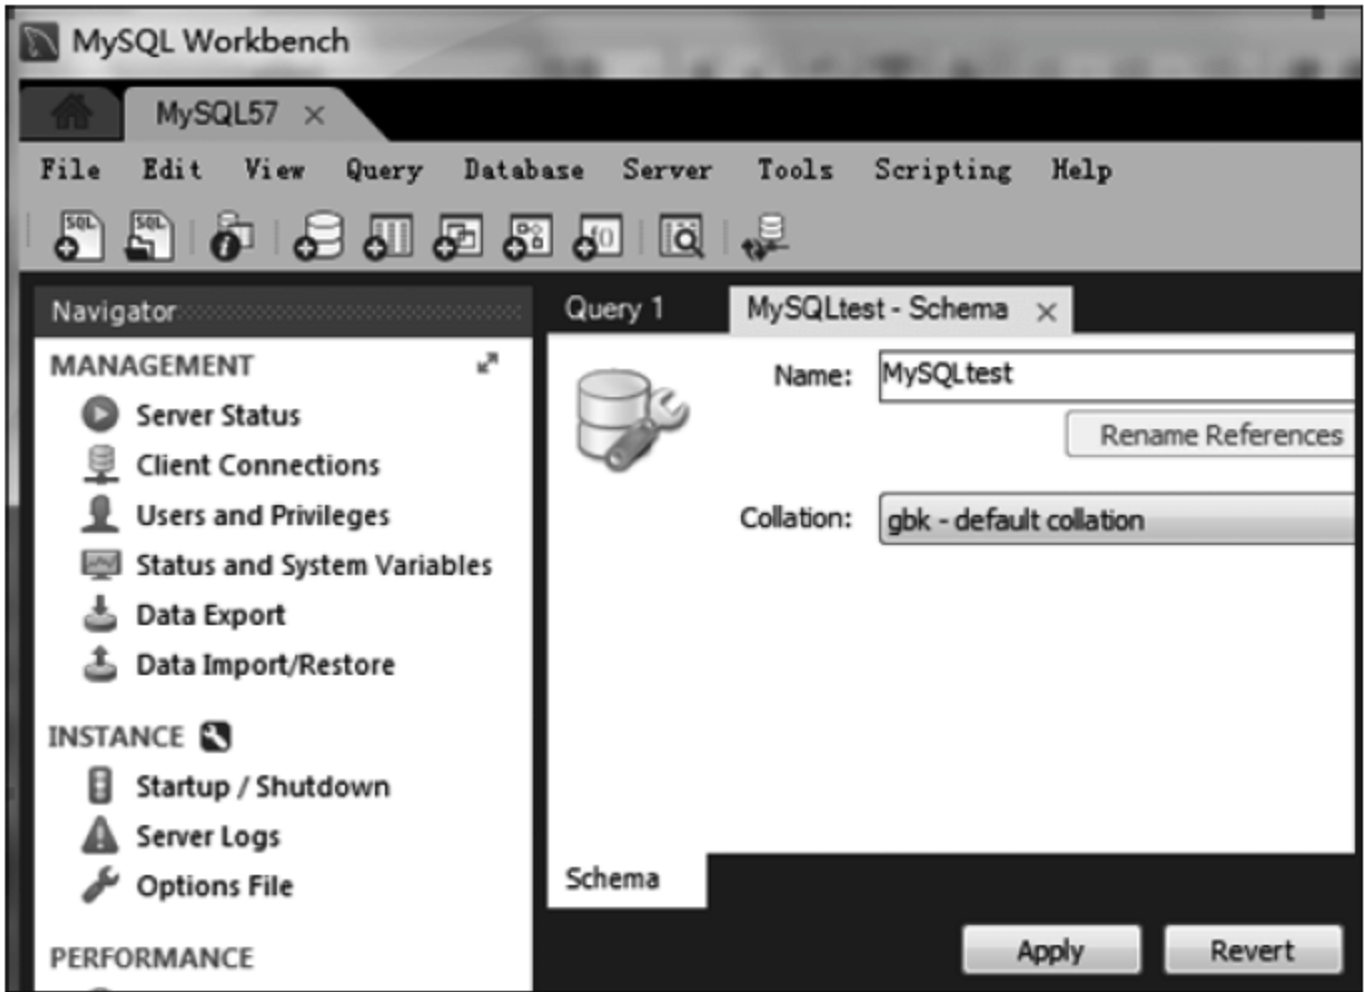 MySQL Workbench
MySQL57
File Edit View Query Database Server Tools Scripting Help
SQL SQL
Navigator
MANAGEMENT
Server Status
Client Connections
Users and Privileges
Status and System Variables
Data Export
Data Import/Restore
INSTANCE
Startup / Shutdown
Server Logs
Options File
PERFORMANCE
Query 1 MySQLtest - Schema
Name: MySQLtest
Rename References
Collation: gbk - default collation
Schema
Apply Revert